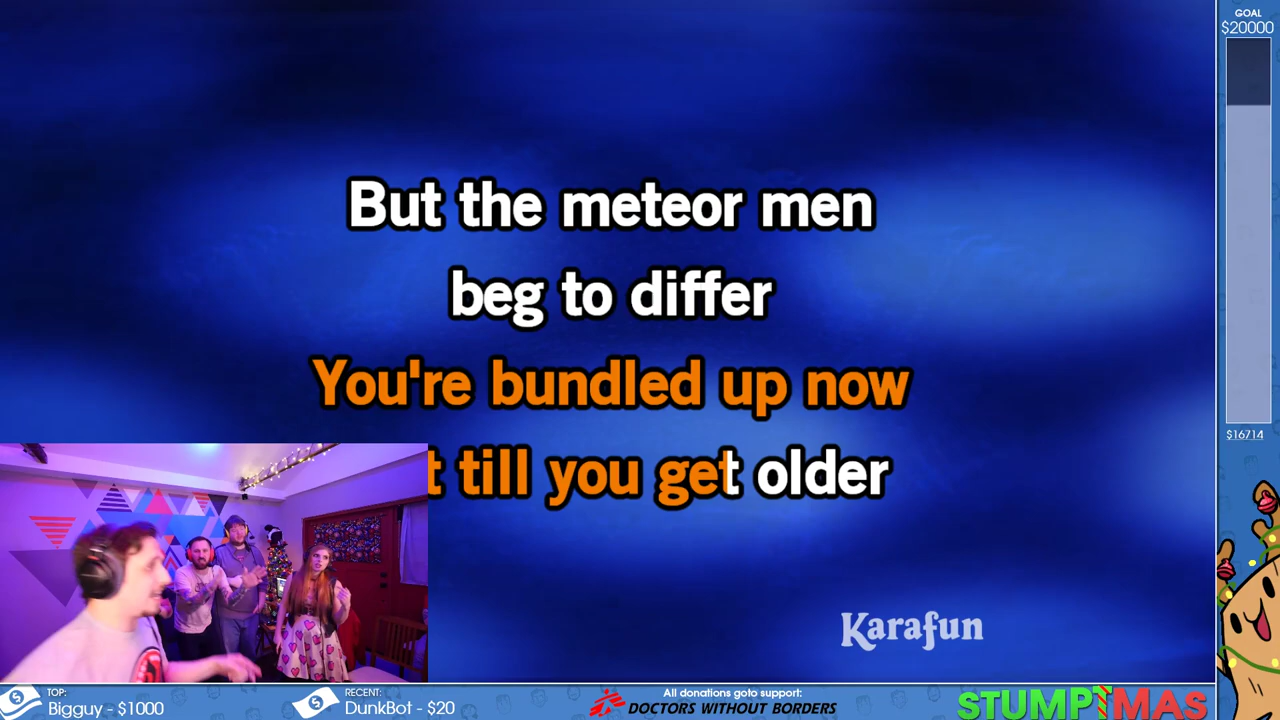 GOAL
$20000
But the meteor men
beg to differ
You're bundled up now
t till you get older
$16714
Karafun
TOP:
Bigguy - $1000
RECENT:
DunkBot - $20
All donations goto support:
DOCTORS WITHOUT BORDERS
STUMPTMAS